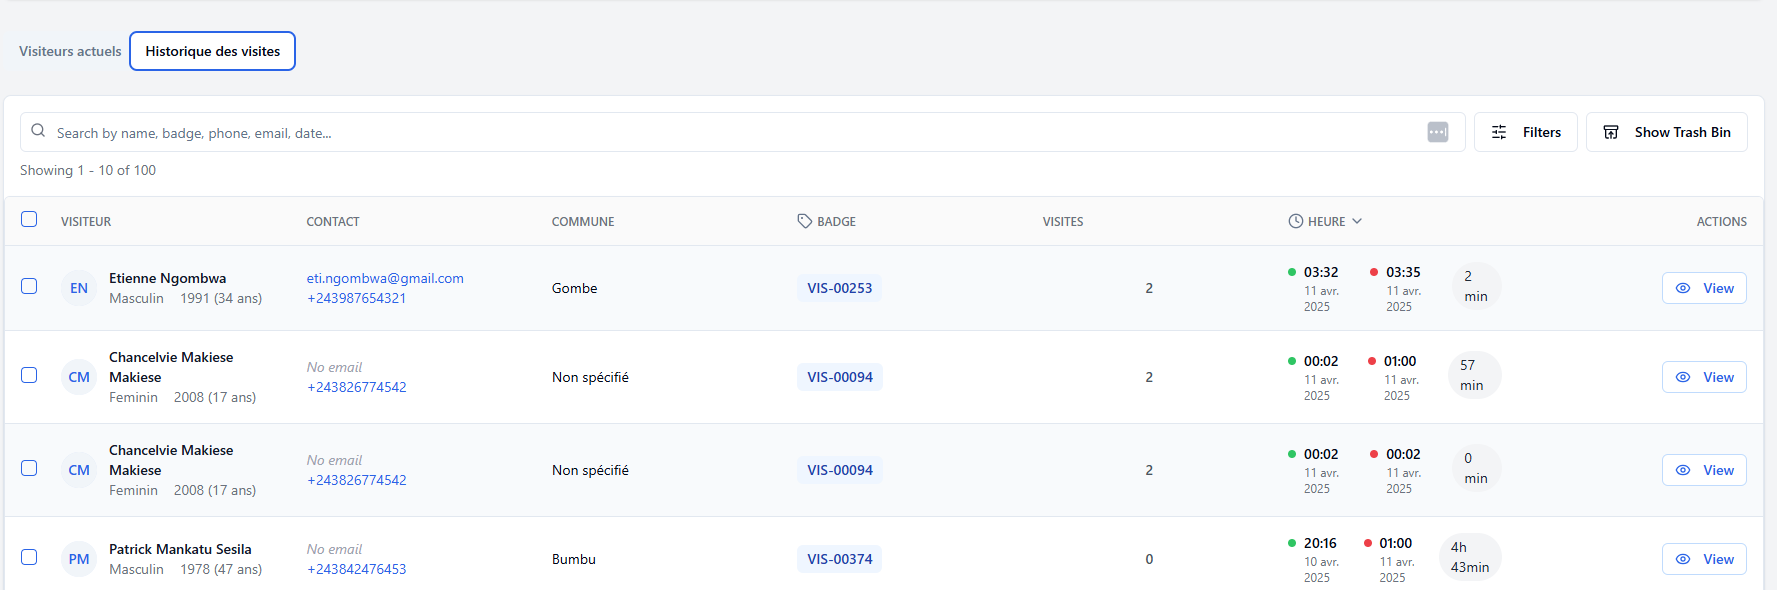 Visiteurs actuels Historique des visites
Search by name, badge, phone, email, date...
Filters
Show Trash Bin
Showing 1 - 10 of 100
VISITEUR CONTACT COMMUNE BADGE VISITES HEURE ACTIONS
EN
Etienne Ngombwa
Masculin 1991 (34 ans)
eti.ngombwa@gmail.com
+243987654321
Gombe
VIS-00253
2
03:32
11 avr.
2025
03:35
11 avr.
2025
2
min
View
CM
Chancelvie Makiese
Makiese
Feminin 2008 (17 ans)
No email
+243826774542
Non spécifié
VIS-00094
2
00:02
11 avr.
2025
01:00
11 avr.
2025
57
min
View
CM
Chancelvie Makiese
Makiese
Feminin 2008 (17 ans)
No email
+243826774542
Non spécifié
VIS-00094
2
00:02
11 avr.
2025
00:02
11 avr.
2025
0
min
View
PM
Patrick Mankatu Sesila
Masculin 1978 (47 ans)
No email
+243842476453
Bumbu
VIS-00374
0
20:16
10 avr.
2025
01:00
11 avr.
2025
4h
43min
View